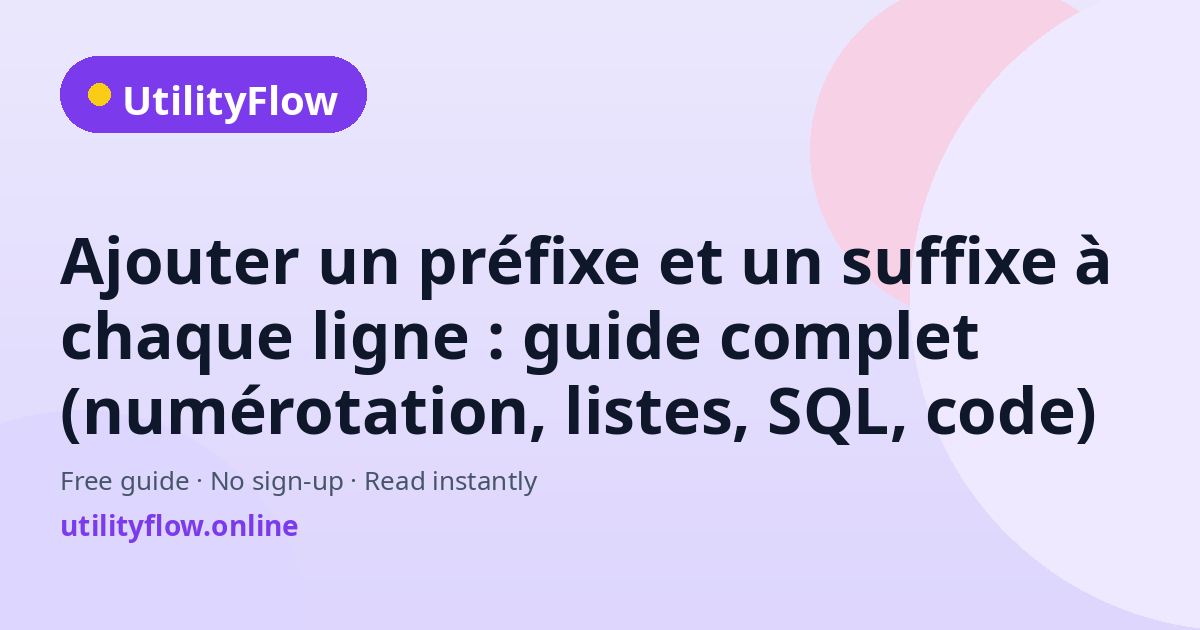 UtilityFlow
Ajouter un préfixe et un suffixe à
chaque ligne : guide complet
(numérotation, listes, SQL, code)
Free guide · No sign-up · Read instantly
utilityflow.online